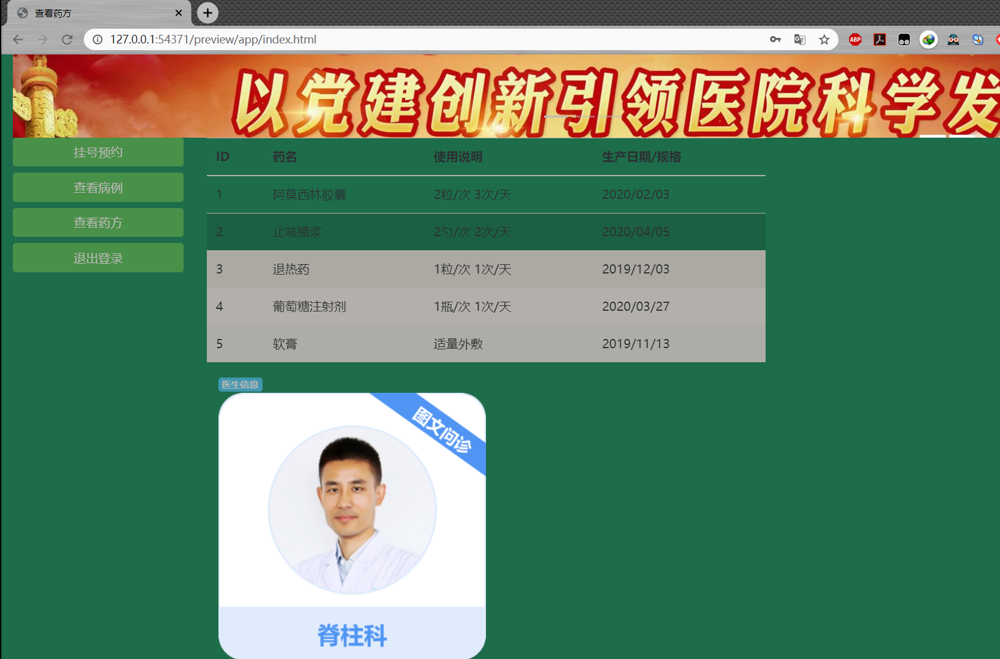 查看药方
127.0.0.1:54371/preview/app/index.html
ABP
以党建创新引领医院科学发
挂号预约
查看病例
查看药方
退出登录
ID 药名 使用说明 生产日期/规格
1 阿莫西林胶囊 2粒/次 3次/天 2020/02/03
2 止咳糖浆 2勺/次 2次/天 2020/04/05
3 退热药 1粒/次 1次/天 2019/12/03
4 葡萄糖注射剂 1瓶/次 1次/天 2020/03/27
5 软膏 适量外敷 2019/11/13
医生信息
图文问诊
脊柱科